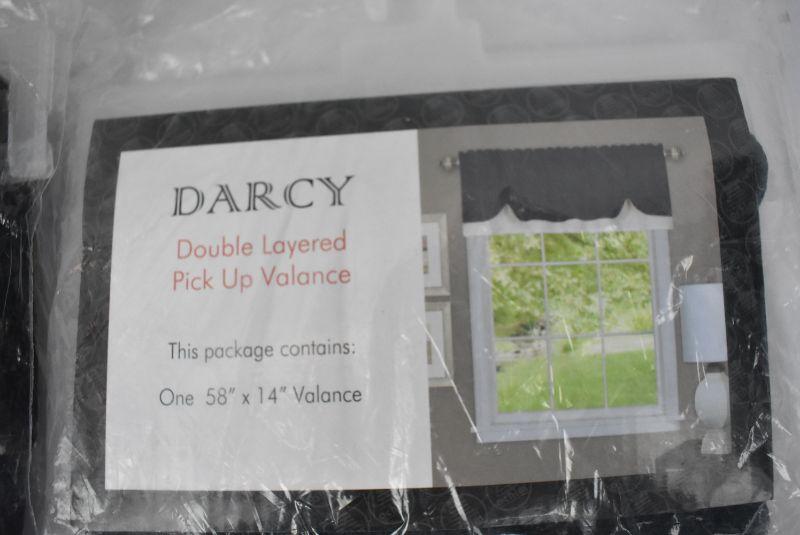 DARCY
Double Layered
Pick Up Valance
This package contains:
One 58" x 14" Valance